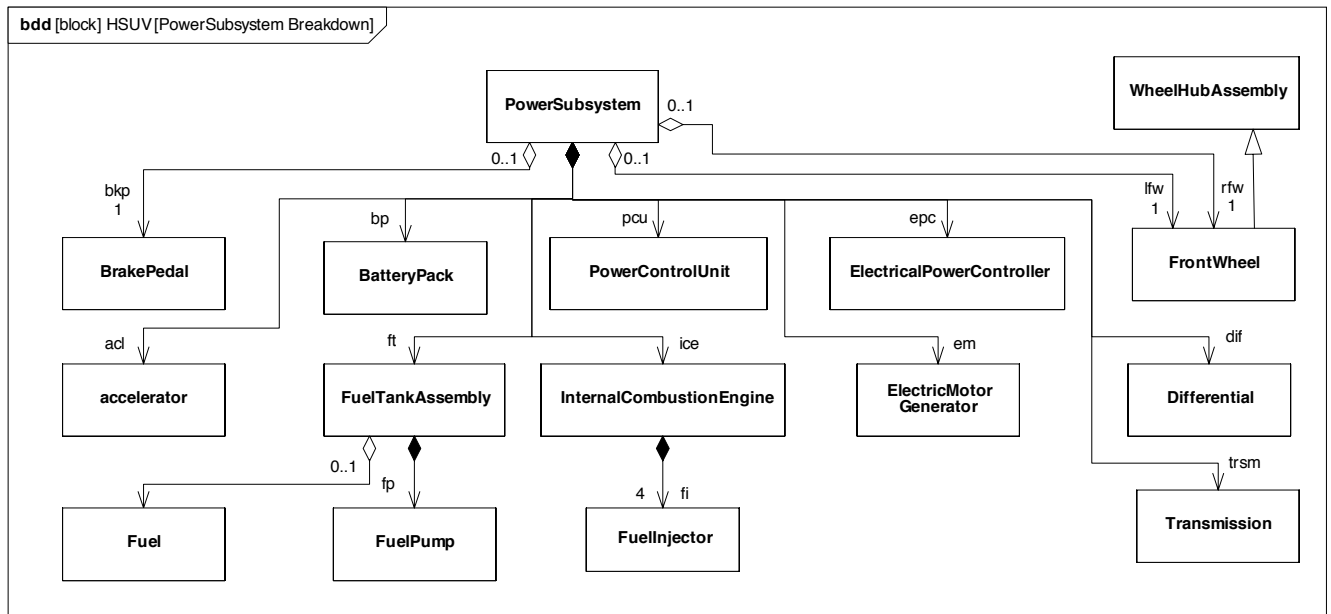 bdd [block] HSUV [PowerSubsystem Breakdown]
PowerSubsystem
0..1
WheelHubAssembly
0..1
0..1
bkp
1
bp
pcu
epc
lfw
1
rfw
1
BrakePedal
BatteryPack
PowerControlUnit
ElectricalPowerController
FrontWheel
acl
ft
ice
em
dif
accelerator
FuelTankAssembly
InternalCombustionEngine
ElectricMotor
Generator
Differential
0..1
fp
4
fi
trsm
Fuel
FuelPump
FuelInjector
Transmission